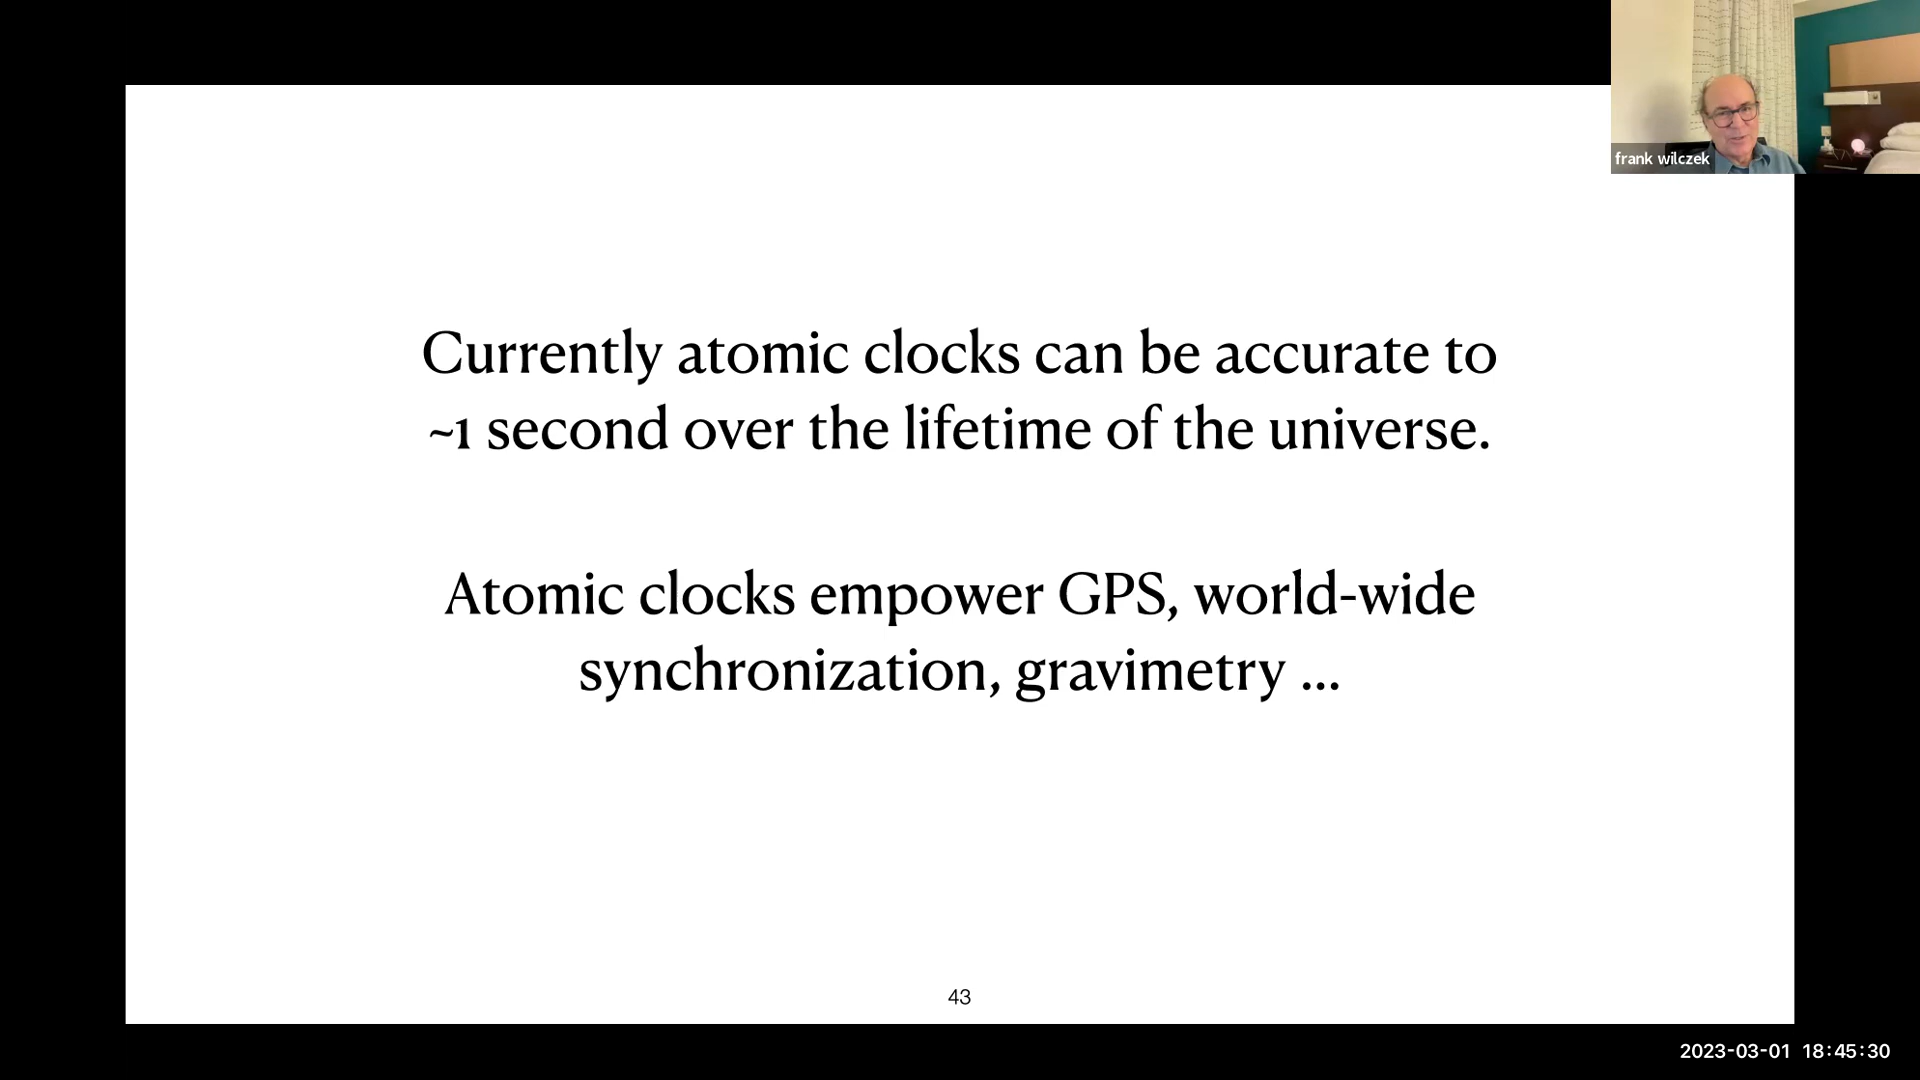 frank wilczek
Currently atomic clocks can be accurate to
~1 second over the lifetime of the universe.
Atomic clocks empower GPS, world-wide
synchronization, gravimetry ...
43
2023-03-01 18:45:30